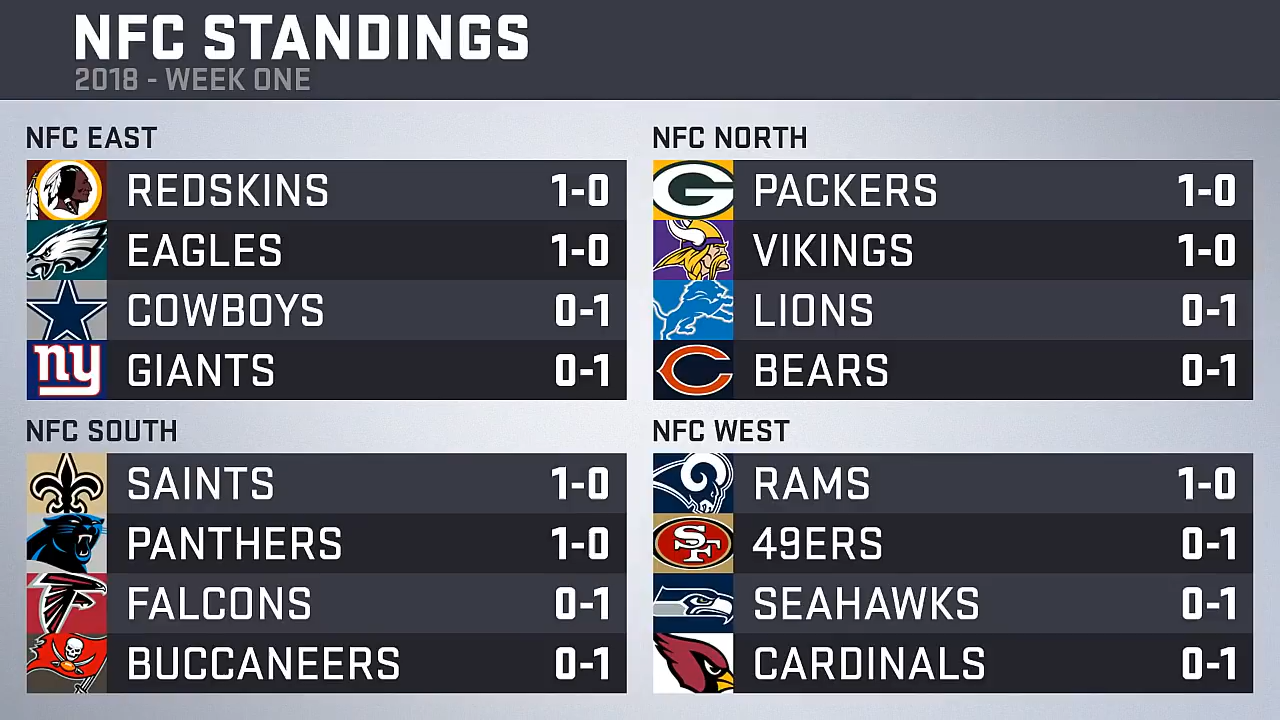 NFC STANDINGS
2018 - WEEK ONE
NFC EAST
REDSKINS 1-0
EAGLES 1-0
COWBOYS 0-1
ny GIANTS 0-1
NFC NORTH
G PACKERS 1-0
VIKINGS 1-0
LIONS 0-1
C BEARS 0-1
NFC SOUTH
SAINTS 1-0
PANTHERS 1-0
FALCONS 0-1
BUCCANEERS 0-1
NFC WEST
RAMS 1-0
SF 49ERS 0-1
SEAHAWKS 0-1
CARDINALS 0-1